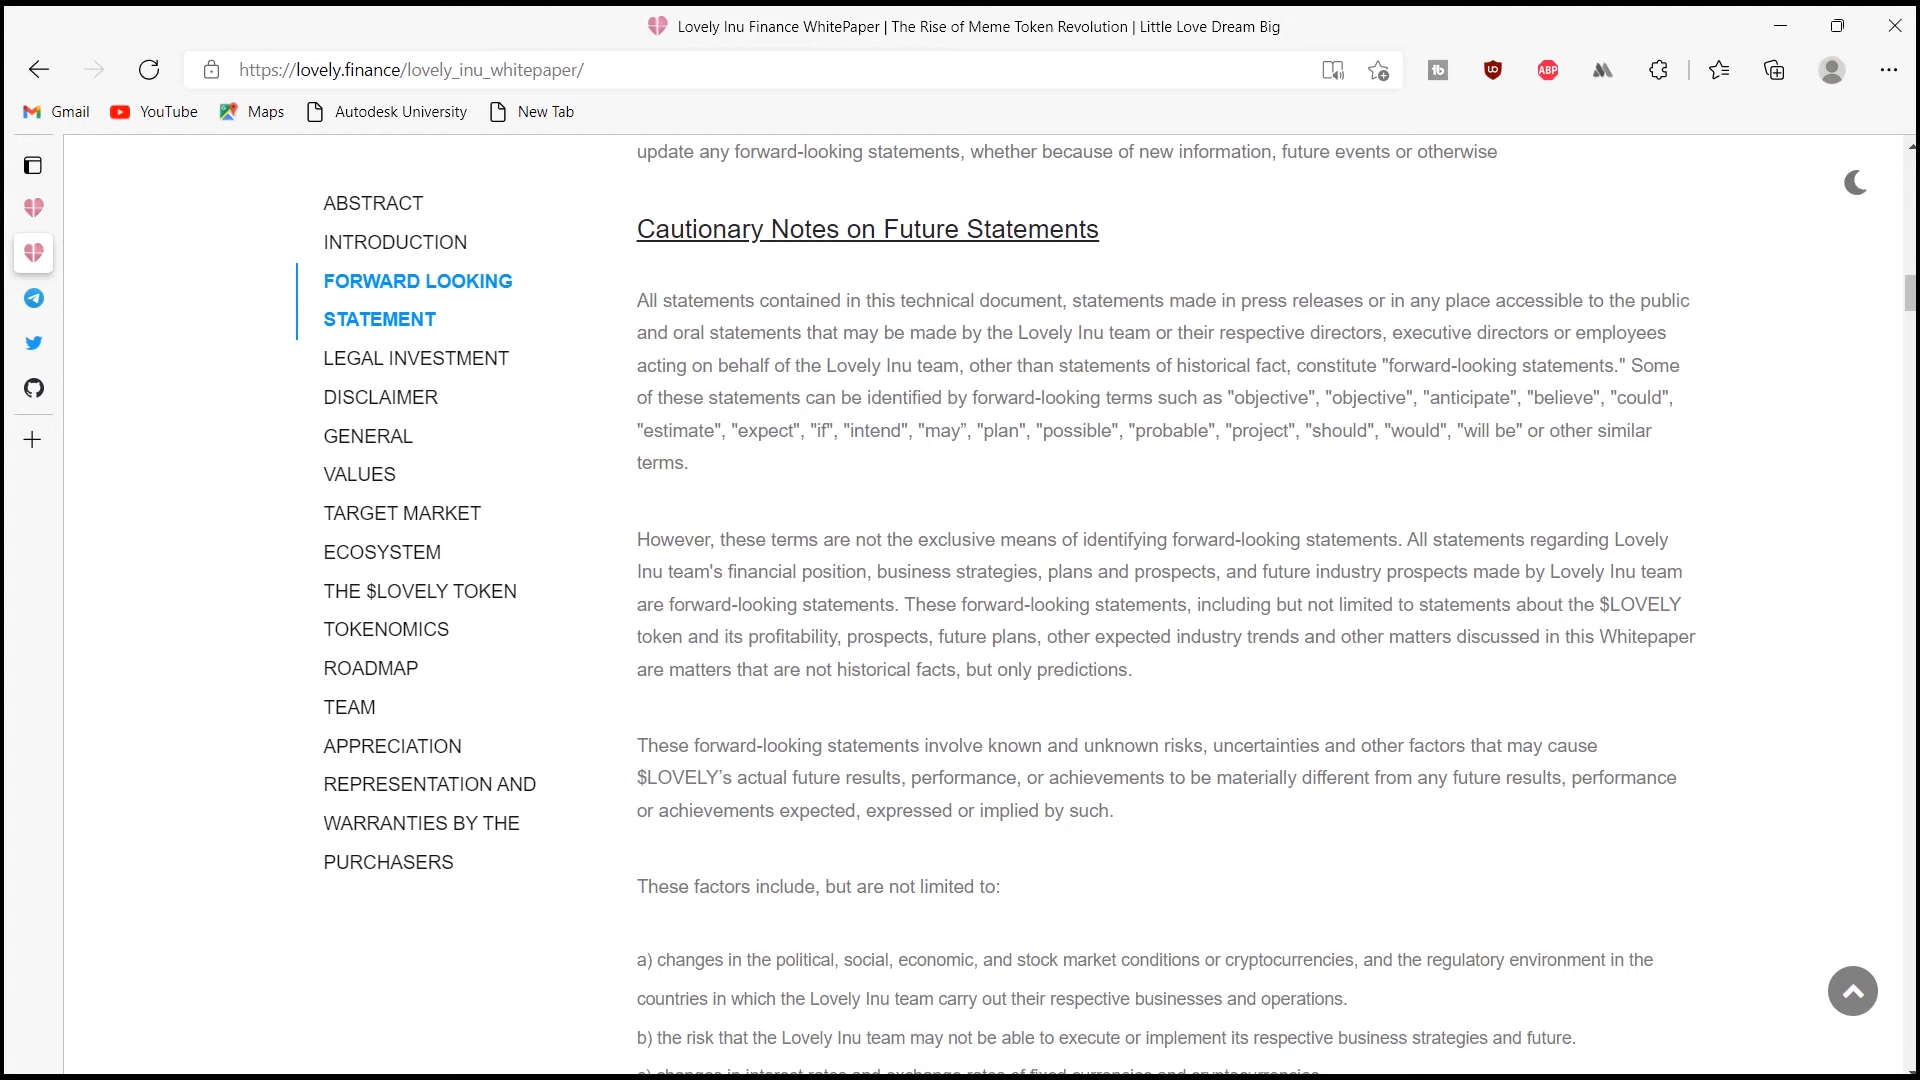 Lovely Inu Finance WhitePaper | The Rise of Meme Token Revolution | Little Love Dream Big
https://lovely.finance/lovely_inu_whitepaper/
Gmail
YouTube
Maps
Autodesk University
New Tab
ABSTRACT
INTRODUCTION
FORWARD LOOKING
STATEMENT
LEGAL INVESTMENT
DISCLAIMER
GENERAL
VALUES
TARGET MARKET
ECOSYSTEM
THE $LOVELY TOKEN
TOKENOMICS
ROADMAP
TEAM
APPRECIATION
REPRESENTATION AND
WARRANTIES BY THE
PURCHASERS
update any forward-looking statements, whether because of new information, future events or otherwise
Cautionary Notes on Future Statements
All statements contained in this technical document, statements made in press releases or in any place accessible to the public
and oral statements that may be made by the Lovely Inu team or their respective directors, executive directors or employees
acting on behalf of the Lovely Inu team, other than statements of historical fact, constitute "forward-looking statements." Some
of these statements can be identified by forward-looking terms such as "objective", "objective", "anticipate", "believe", "could",
"estimate", "expect", "if", "intend", "may”, "plan", "possible", "probable", "project", "should", "would", "will be" or other similar
terms.
However, these terms are not the exclusive means of identifying forward-looking statements. All statements regarding Lovely
Inu team's financial position, business strategies, plans and prospects, and future industry prospects made by Lovely Inu team
are forward-looking statements. These forward-looking statements, including but not limited to statements about the $LOVELY
token and its profitability, prospects, future plans, other expected industry trends and other matters discussed in this Whitepaper
are matters that are not historical facts, but only predictions.
These forward-looking statements involve known and unknown risks, uncertainties and other factors that may cause
$LOVELY’s actual future results, performance, or achievements to be materially different from any future results, performance
or achievements expected, expressed or implied by such.
These factors include, but are not limited to:
a) changes in the political, social, economic, and stock market conditions or cryptocurrencies, and the regulatory environment in the
countries in which the Lovely Inu team carry out their respective businesses and operations.
b) the risk that the Lovely Inu team may not be able to execute or implement its respective business strategies and future.
c) changes in interest rates and exchange rates of fixed currencies and cryptocurrencies
ABP